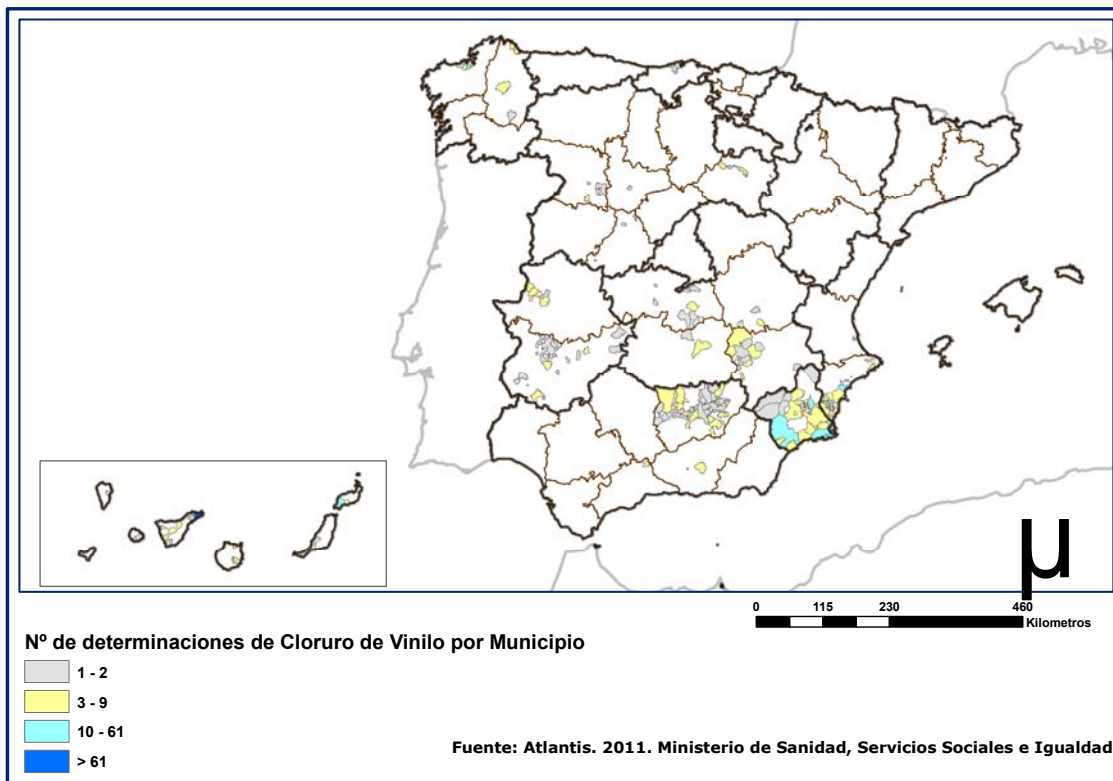 µ
0 115 230 460
Kilometros
Nº de determinaciones de Cloruro de Vinilo por Municipio
1 - 2
3 - 9
10 - 61
> 61
Fuente: Atlantis. 2011. Ministerio de Sanidad, Servicios Sociales e Igualdad